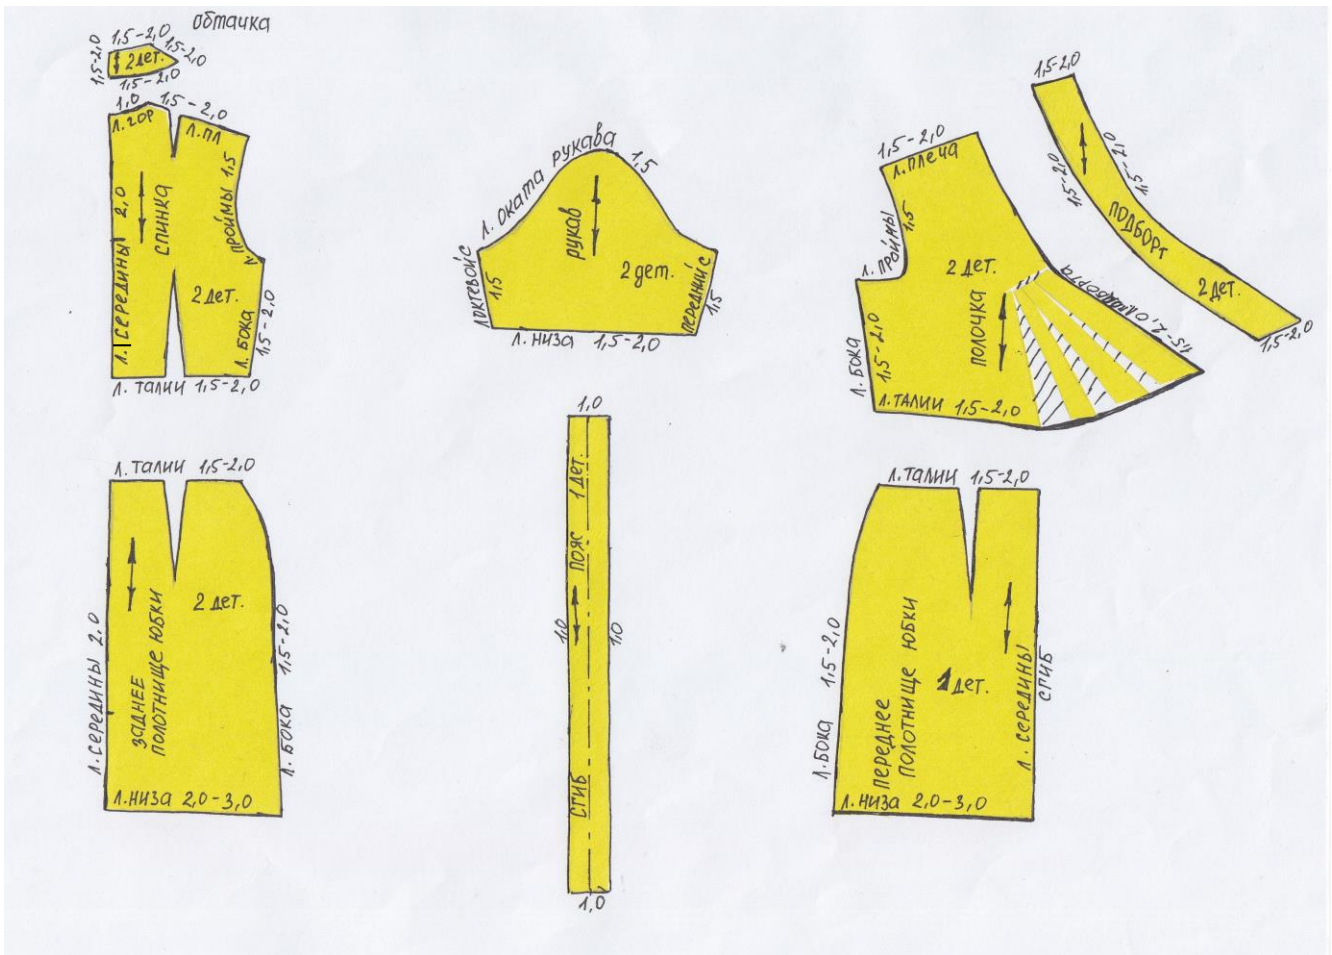 обтачка
1,5-2,0
1,5-2,0
1,5-2,0
2 дет.
1,5-2,0
1,0
1,5-2,0
л.гор
л.пл
л. середины 2,0
спинка
л проймы 1,5
2 дет.
л. бока
1,5-2,0
л. талии 1,5-2,0
л. оката рукава
1,5
рукав
2 дет.
локтевой с
1,5
передний с
1,5
л. низа 1,5-2,0
1,5-2,0
л. плеча
л. проймы
1,5
2 дет.
полочка
л. бока
1,5-2,0
л. талии 1,5-2,0
1,5-2,0
1,5-2,0
1,5-2,0
1,5-2,0
подборт
2 дет.
1,5-2,0
л. талии 1,5-2,0
заднее
полотнище юбки
2 дет.
л. середины 2,0
л. бока 1,5-2,0
л. низа 2,0-3,0
1,0
пояс 1 дет.
1,0
1,0
сгиб
1,0
л. талии 1,5-2,0
переднее
полотнище юбки
1 дет.
л. бока 1,5-2,0
л. середины
сгиб
л. низа 2,0-3,0